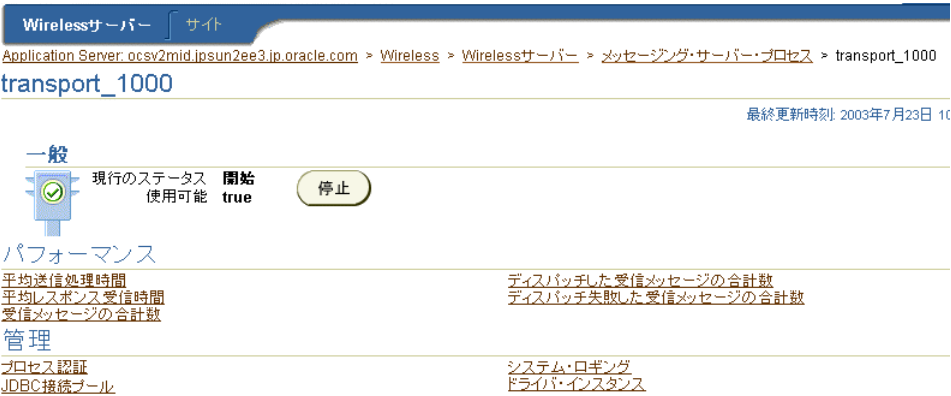 Wirelessサーバー サイト
Application Server: ocsv2mid.jpsun2ee3.jp.oracle.com > Wireless > Wirelessサーバー > メッセージング・サーバー・プロセス > transport_1000
transport_1000
最終更新時刻: 2003年7月23日 10
一般
現行のステータス 開始
停止
使用可能 true
パフォーマンス
平均送信処理時間 ディスパッチした受信メッセージの合計数
平均レスポンス受信時間 ディスパッチ失敗した受信メッセージの合計数
受信メッセージの合計数
管理
プロセス認証 システム・ロギング
JDBC接続プール ドライバ・インスタンス